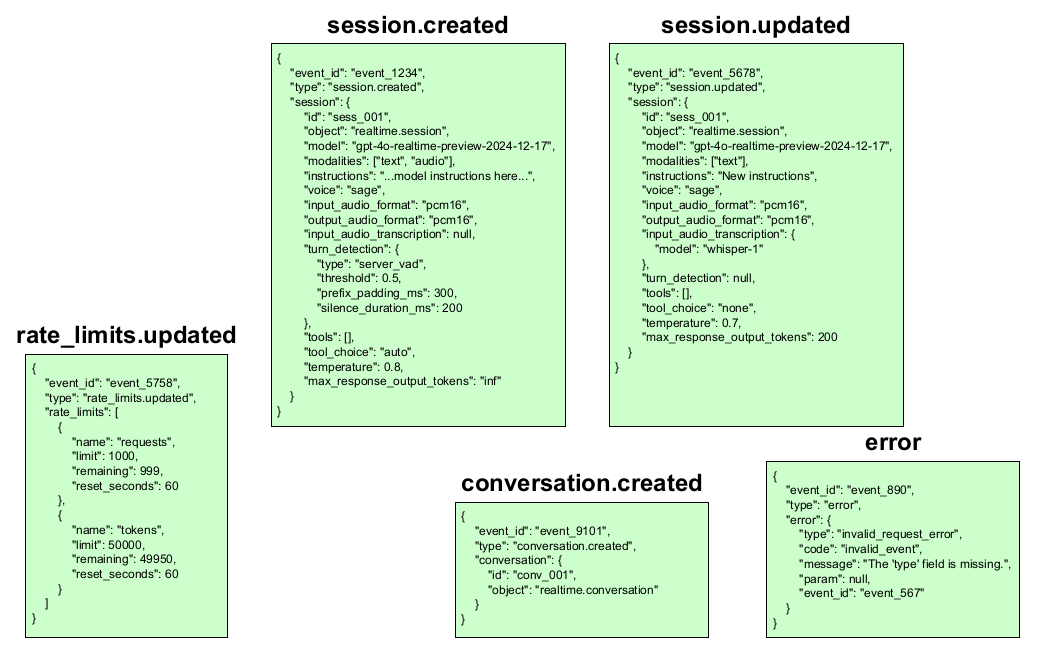 session.created
{
    "event_id": "event_1234",
    "type": "session.created",
    "session": {
        "id": "sess_001",
        "object": "realtime.session",
        "model": "gpt-4o-realtime-preview-2024-12-17",
        "modalities": ["text", "audio"],
        "instructions": "...model instructions here...",
        "voice": "sage",
        "input_audio_format": "pcm16",
        "output_audio_format": "pcm16",
        "input_audio_transcription": null,
        "turn_detection": {
            "type": "server_vad",
            "threshold": 0.5,
            "prefix_padding_ms": 300,
            "silence_duration_ms": 200
        },
        "tools": [],
        "tool_choice": "auto",
        "temperature": 0.8,
        "max_response_output_tokens": "inf"
    }
}
session.updated
{
    "event_id": "event_5678",
    "type": "session.updated",
    "session": {
        "id": "sess_001",
        "object": "realtime.session",
        "model": "gpt-4o-realtime-preview-2024-12-17",
        "modalities": ["text"],
        "instructions": "New instructions",
        "voice": "sage",
        "input_audio_format": "pcm16",
        "output_audio_format": "pcm16",
        "input_audio_transcription": {
            "model": "whisper-1"
        },
        "turn_detection": null,
        "tools": [],
        "tool_choice": "none",
        "temperature": 0.7,
        "max_response_output_tokens": 200
    }
}
rate_limits.updated
{
    "event_id": "event_5758",
    "type": "rate_limits.updated",
    "rate_limits": [
        {
            "name": "requests",
            "limit": 1000,
            "remaining": 999,
            "reset_seconds": 60
        },
        {
            "name": "tokens",
            "limit": 50000,
            "remaining": 49950,
            "reset_seconds": 60
        }
    ]
}
conversation.created
{
    "event_id": "event_9101",
    "type": "conversation.created",
    "conversation": {
        "id": "conv_001",
        "object": "realtime.conversation"
    }
}
error
{
    "event_id": "event_890",
    "type": "error",
    "error": {
        "type": "invalid_request_error",
        "code": "invalid_event",
        "message": "The 'type' field is missing.",
        "param": null,
        "event_id": "event_567"
    }
}